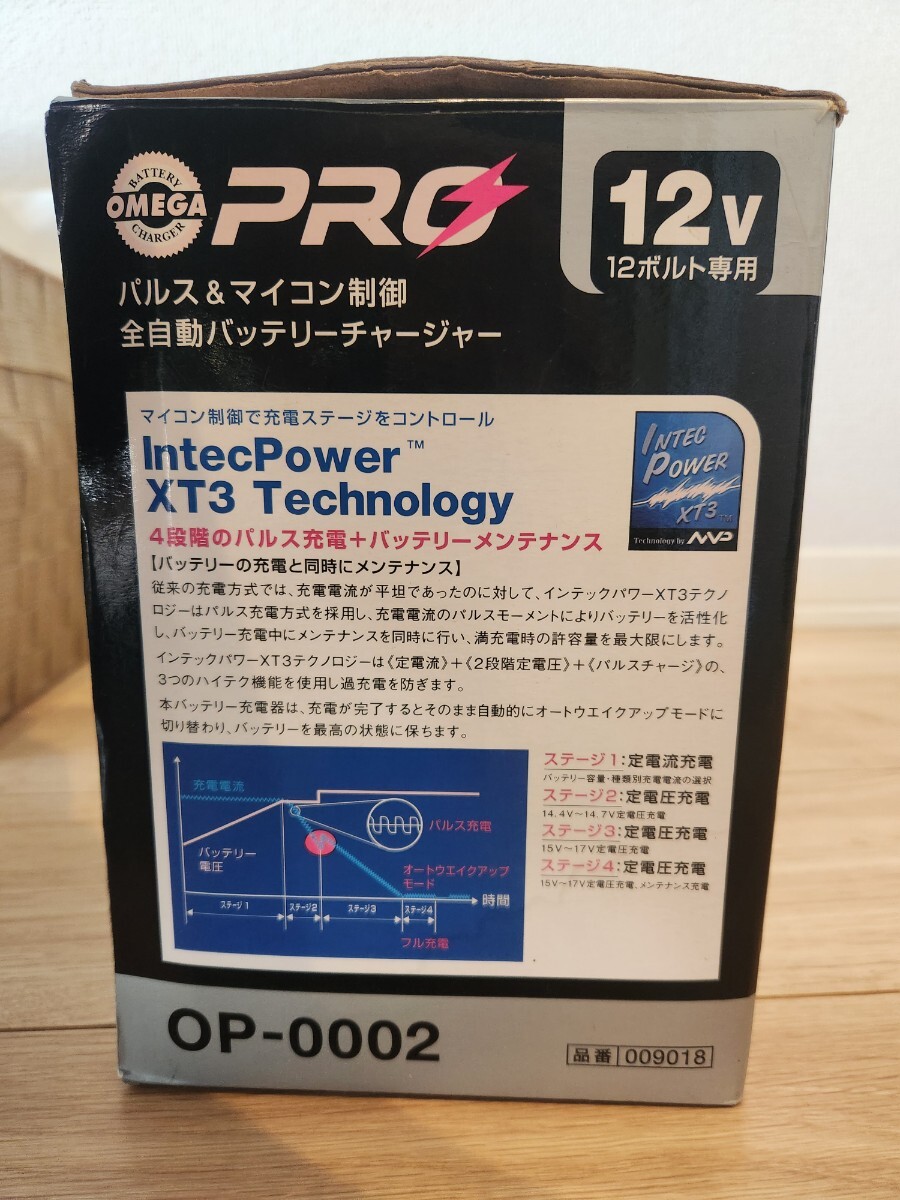 BATTERY
OMEGA
CHARGER
PRO
12V
12ボルト専用
パルス&マイコン制御
全自動バッテリーチャージャー
マイコン制御で充電ステージをコントロール
IntecPower™
XT3 Technology
4段階のパルス充電+バッテリーメンテナンス
INTEC
POWER
XT3™
Technology by MVP
【バッテリーの充電と同時にメンテナンス】
従来の充電方式では、充電電流が平坦であったのに対して、インテックパワーXT3テクノ
ロジーはパルス充電方式を採用し、充電電流のパルスモーメントによりバッテリーを活性化
し、バッテリー充電中にメンテナンスを同時に行い、満充電時の許容量を最大限にします。
インテックパワーXT3テクノロジーは《定電流》+《2段階定電圧》+《パルスチャージ》の、
3つのハイテク機能を使用し過充電を防ぎます。
本バッテリー充電器は、充電が完了するとそのまま自動的にオートウエイクアップモードに
切り替わり、バッテリーを最高の状態に保ちます。
充電電流
パルス充電
バッテリー
電圧
オートウエイクアップ
モード
時間
ステージ1
ステージ2
ステージ3
ステージ4
フル充電
ステージ1:定電流充電
バッテリー容量・種類別充電電流の選択
ステージ2:定電圧充電
14.4V〜14.7V定電圧充電
ステージ3:定電圧充電
15V〜17V定電圧充電
ステージ4:定電圧充電
15V〜17V定電圧充電、メンテナンス充電
OP-0002
品番 009018